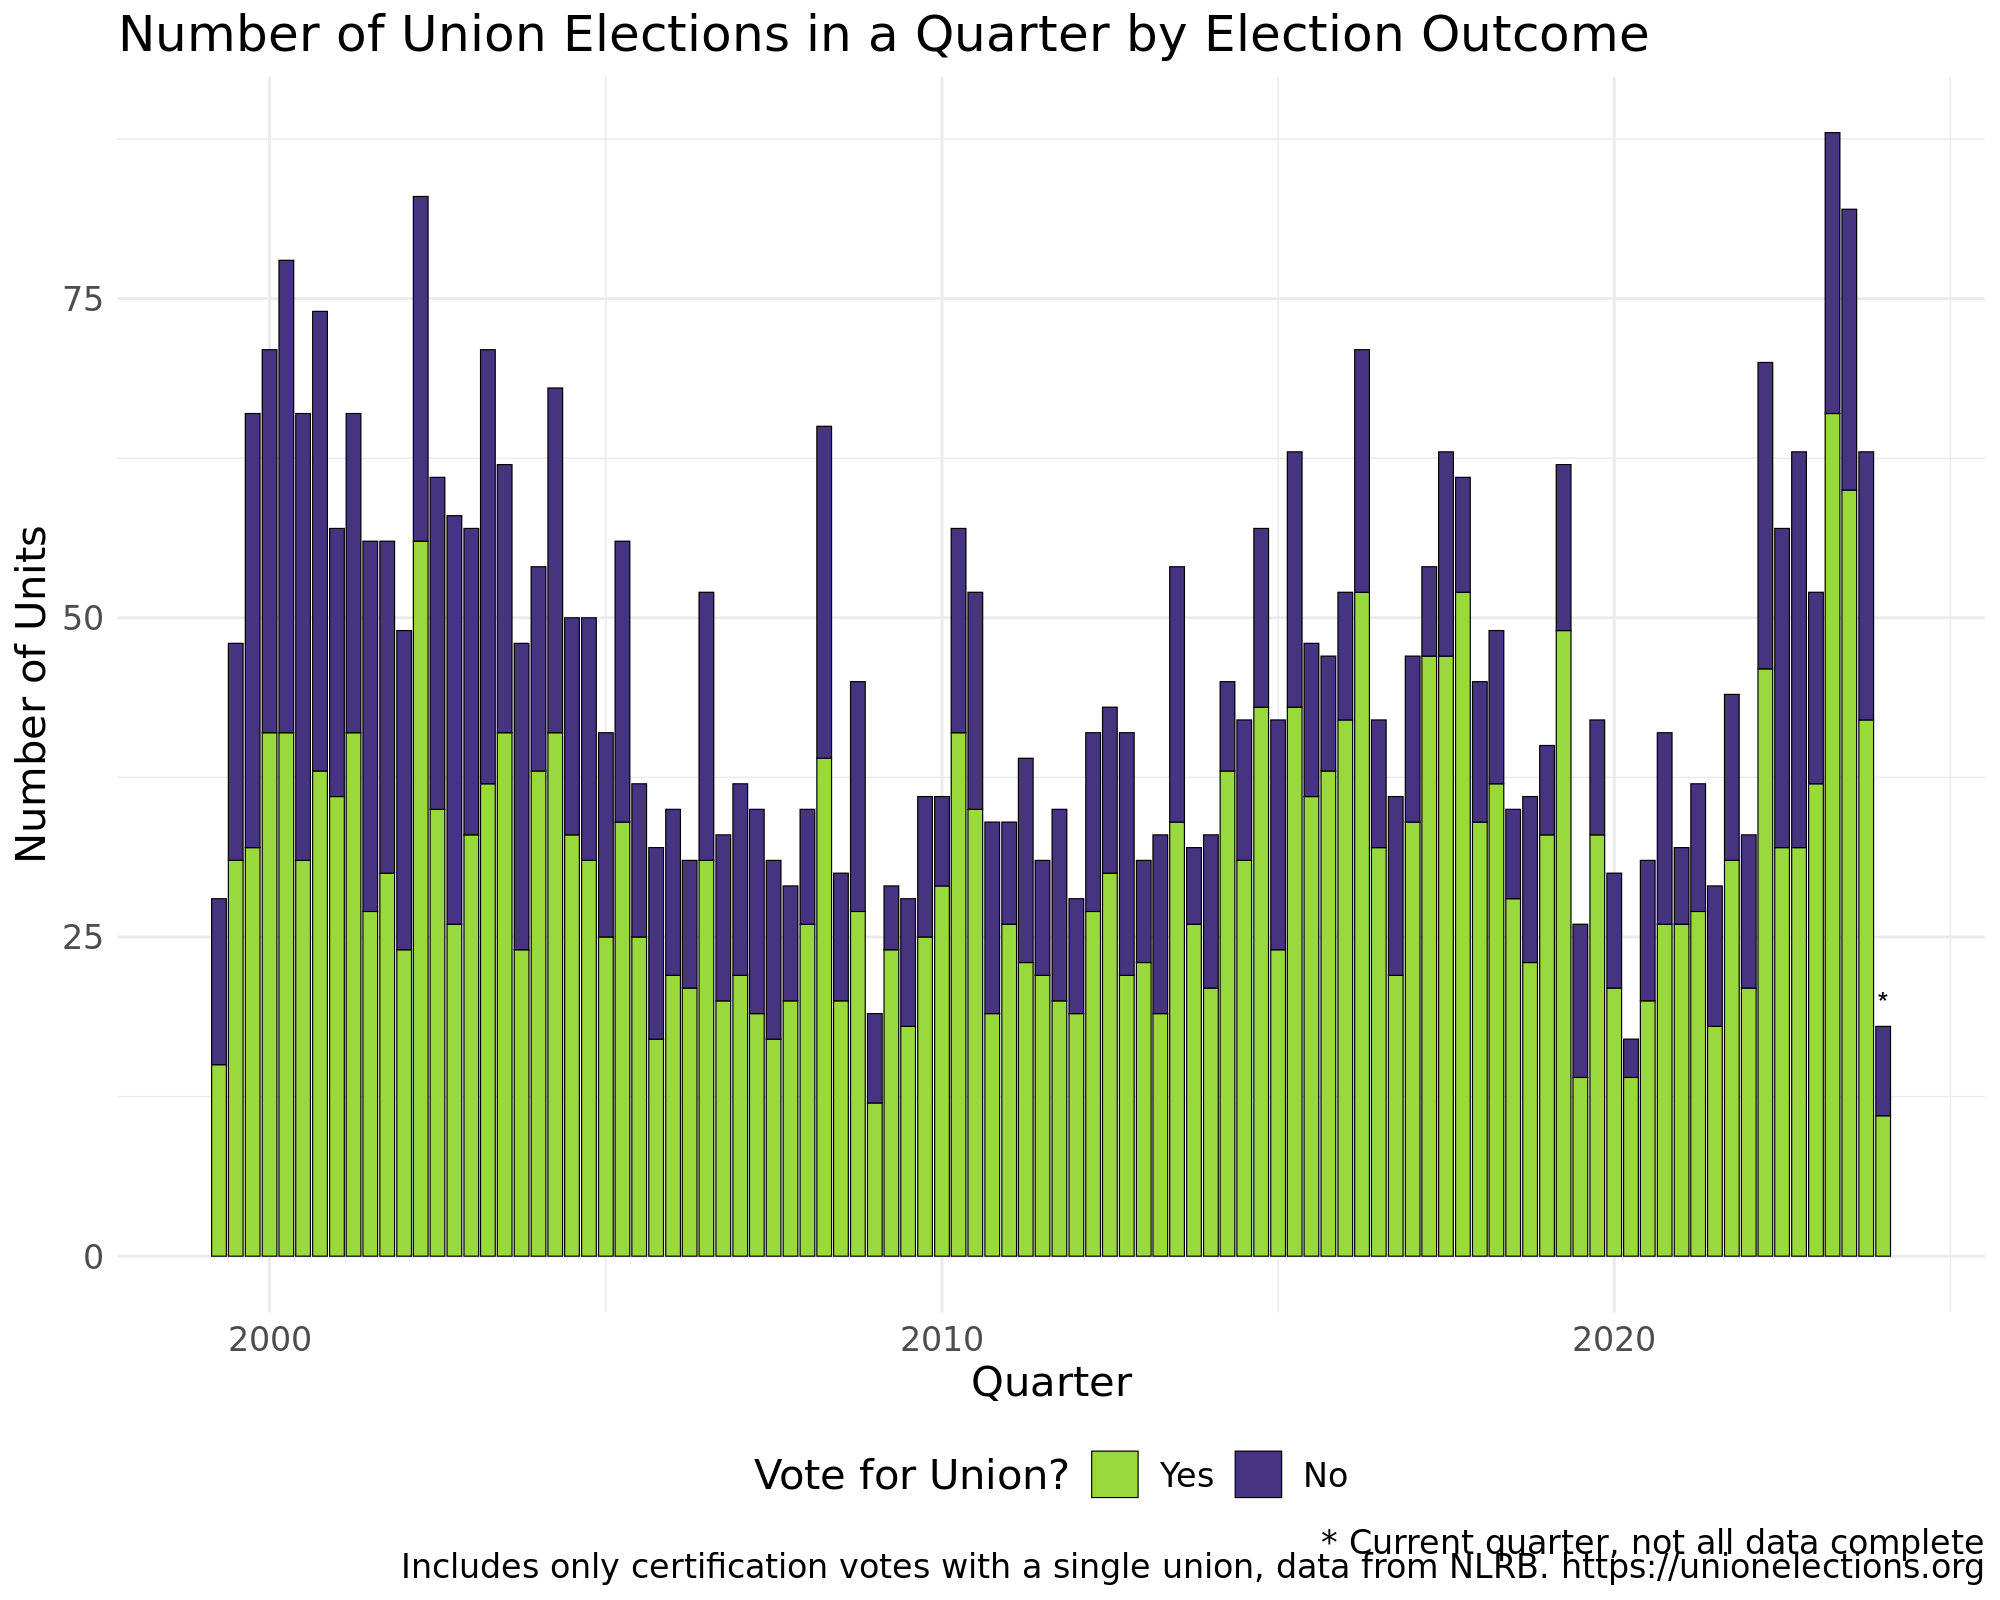 Number of Union Elections in a Quarter by Election Outcome
Number of Units
75
50
25
0
*
2000 2010 2020
Quarter
Vote for Union? Yes No
* Current quarter, not all data complete
Includes only certification votes with a single union, data from NLRB. https://unionelections.org